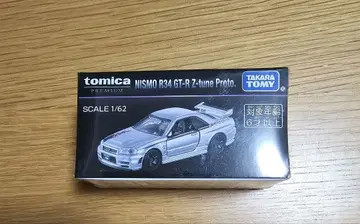 tomica
PREMIUM
NISMO R34 GT-R Z-tune Proto.
TAKARA
TOMY
SCALE 1/62
対象年齢
6才以上